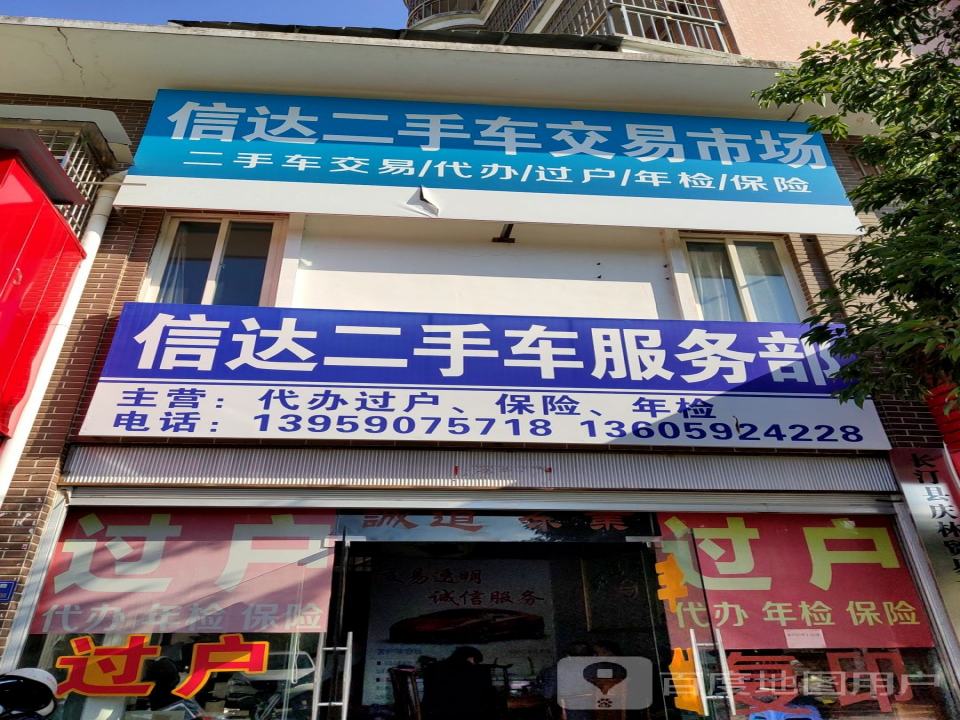 信达二手车交易市场
二手车交易/代办/过户/年检/保险
信达二手车服务部
主营：代办过户、保险、年检
电话：13959075718 13605924228
过户
代办 年检 保险
过户
诚信服务
过户
代办 年检 保险
复印
百度地图用户